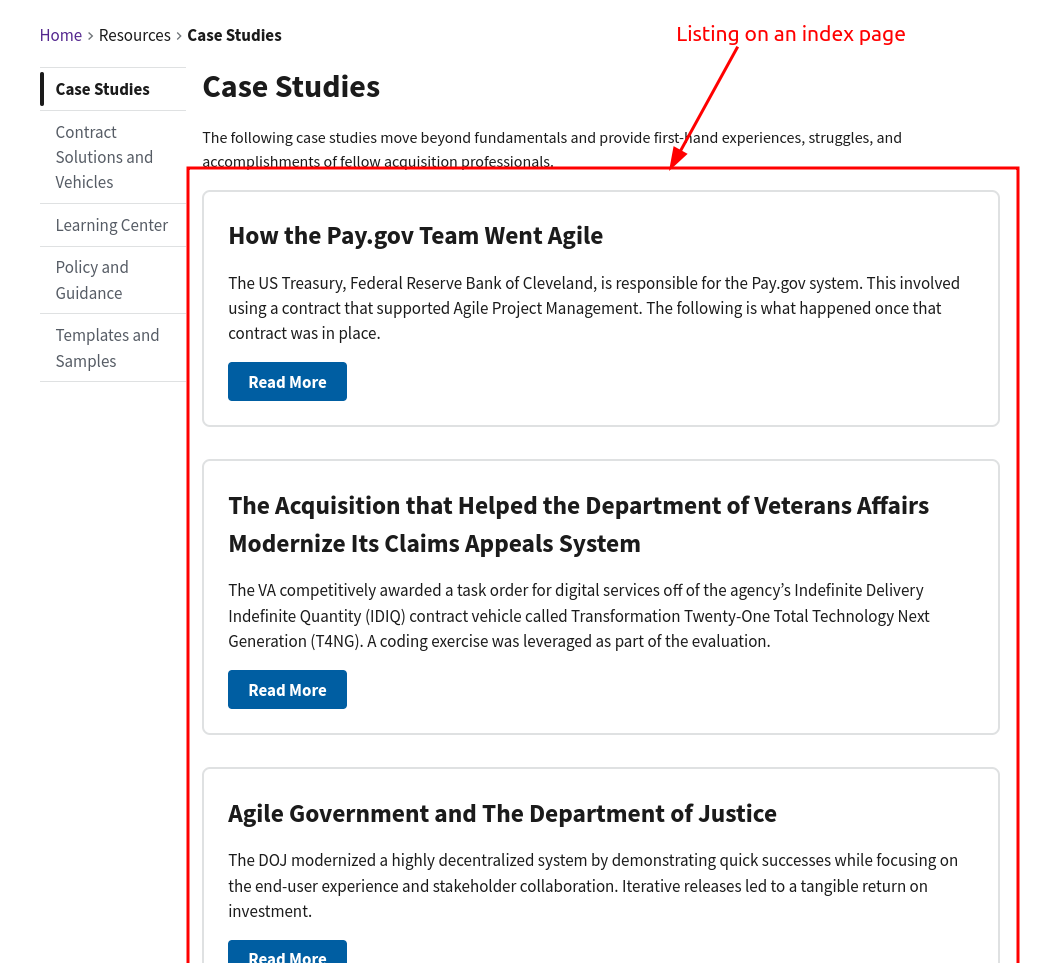 Home > Resources > Case Studies
Listing on an index page
Case Studies
Contract
Solutions and
Vehicles
Learning Center
Policy and
Guidance
Templates and
Samples
Case Studies
The following case studies move beyond fundamentals and provide first-hand experiences, struggles, and
accomplishments of fellow acquisition professionals.
How the Pay.gov Team Went Agile
The US Treasury, Federal Reserve Bank of Cleveland, is responsible for the Pay.gov system. This involved
using a contract that supported Agile Project Management. The following is what happened once that
contract was in place.
Read More
The Acquisition that Helped the Department of Veterans Affairs
Modernize Its Claims Appeals System
The VA competitively awarded a task order for digital services off of the agency’s Indefinite Delivery
Indefinite Quantity (IDIQ) contract vehicle called Transformation Twenty-One Total Technology Next
Generation (T4NG). A coding exercise was leveraged as part of the evaluation.
Read More
Agile Government and The Department of Justice
The DOJ modernized a highly decentralized system by demonstrating quick successes while focusing on
the end-user experience and stakeholder collaboration. Iterative releases led to a tangible return on
investment.
Read More